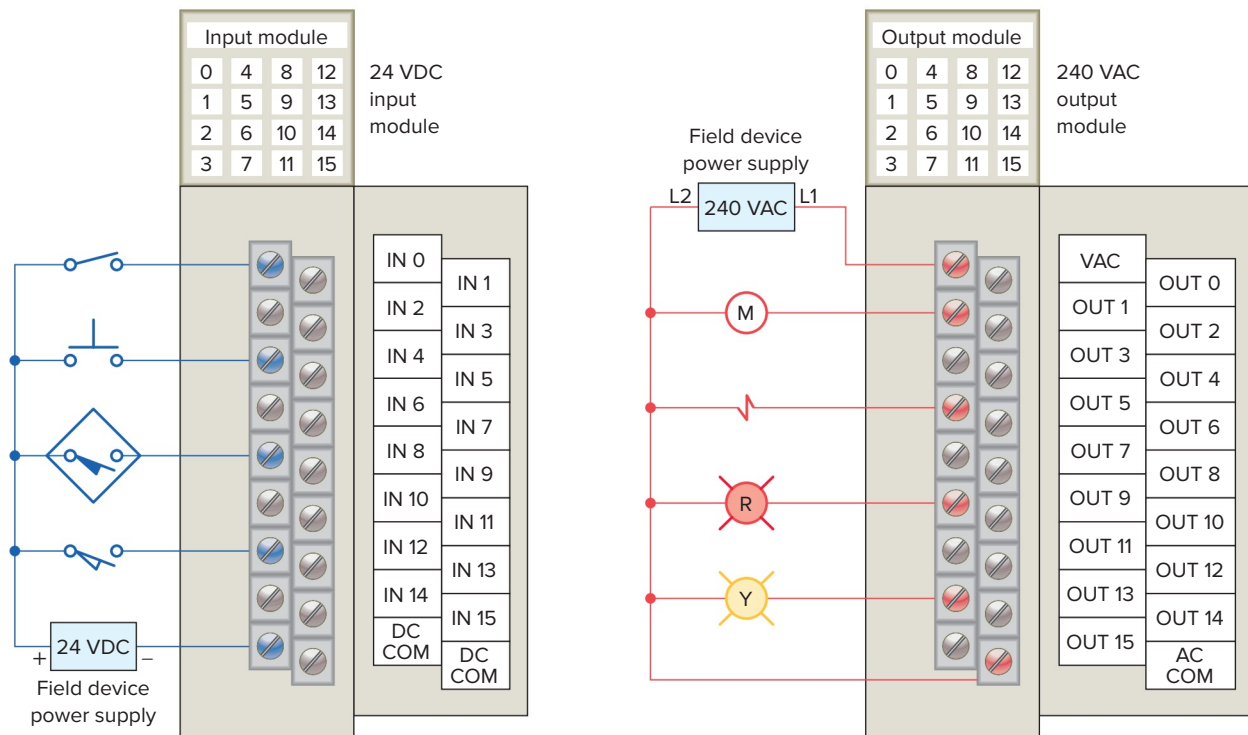 Input module
0 4 8 12
1 5 9 13
2 6 10 14
3 7 11 15
24 VDC
input
module
IN 0
IN 1
IN 2
IN 3
IN 4
IN 5
IN 6
IN 7
IN 8
IN 9
IN 10
IN 11
IN 12
IN 13
IN 14
IN 15
DC
COM
DC
COM
+ 24 VDC −
Field device
power supply
Output module
0 4 8 12
1 5 9 13
2 6 10 14
3 7 11 15
240 VAC
output
module
Field device
power supply
L2 240 VAC L1
M
R
Y
VAC
OUT 0
OUT 1
OUT 2
OUT 3
OUT 4
OUT 5
OUT 6
OUT 7
OUT 8
OUT 9
OUT 10
OUT 11
OUT 12
OUT 13
OUT 14
OUT 15
AC
COM